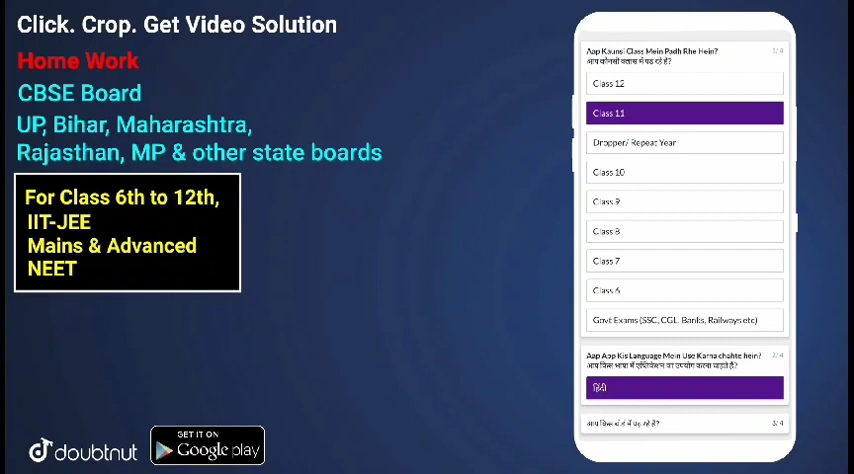 Click. Crop. Get Video Solution
Home Work
CBSE Board
UP, Bihar, Maharashtra,
Rajasthan, MP & other state boards
For Class 6th to 12th,
IIT-JEE
Mains & Advanced
NEET
doubtnut
GET IT ON
Google play
Aap Kaunsi Class Mein Padh Rhe Hein? 1/4
आप कौनसी क्लास में पढ़ रहे हैं?
Class 12
Class 11
Dropper/ Repeat Year
Class 10
Class 9
Class 8
Class 7
Class 6
Govt Exams (SSC, CGL, Banks, Railways etc)
Aap App Kis Language Mein Use Karna chahte hein? 2/4
आप किस भाषा में एप्लिकेशन का उपयोग करना चाहते हैं?
हिंदी
आप किस बोर्ड में पढ़ रहे हैं? 3/4